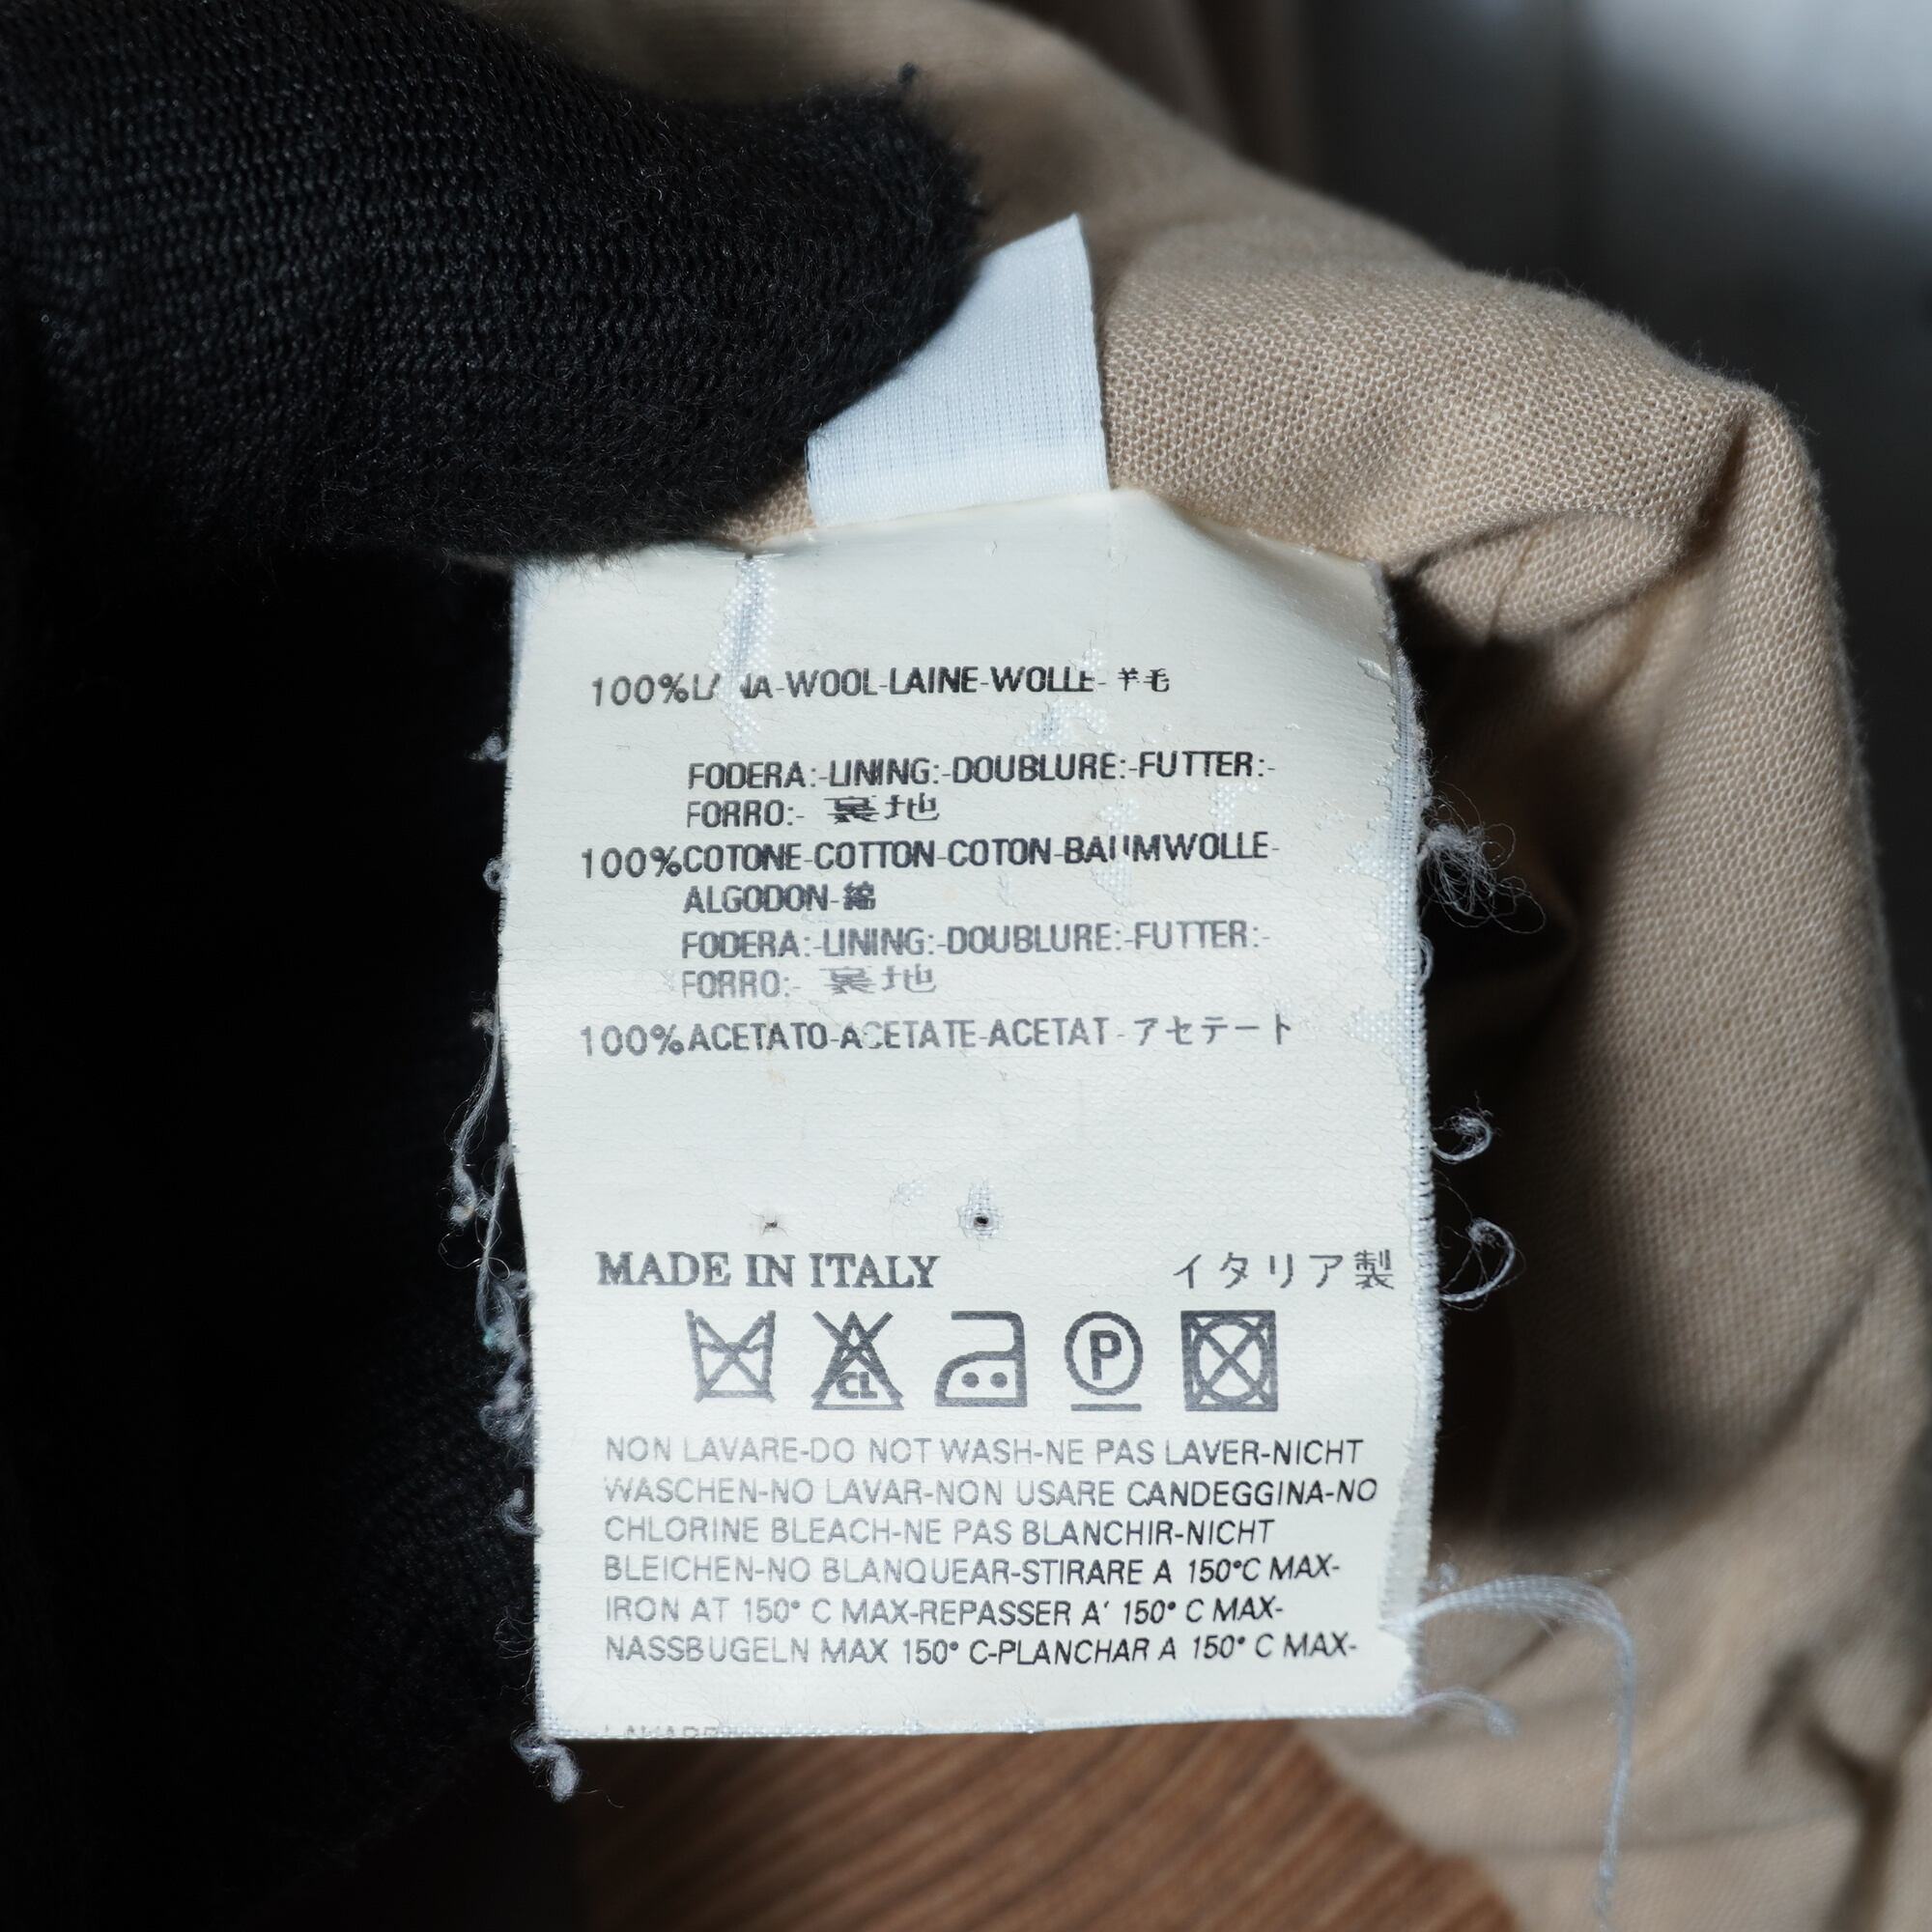 100% LANA-WOOL-LAINE-WOLLE- 羊毛
FODERA:-LINING:-DOUBLURE:-FUTTER:-
FORRO:- 裏地
100%COTONE-COTTON-COTON-BAUMWOLLE-
ALGODON-綿
FODERA:-LINING:-DOUBLURE:-FUTTER:-
FORRO:- 裏地
100%ACETATO-ACETATE-ACETAT-アセテート
MADE IN ITALY イタリア製
CL P
NON LAVARE-DO NOT WASH-NE PAS LAVER-NICHT
WASCHEN-NO LAVAR-NON USARE CANDEGGINA-NO
CHLORINE BLEACH-NE PAS BLANCHIR-NICHT
BLEICHEN-NO BLANQUEAR-STIRARE A 150°C MAX-
IRON AT 150° C MAX-REPASSER A' 150° C MAX-
NASSBUGELN MAX 150° C-PLANCHAR A 150° C MAX-